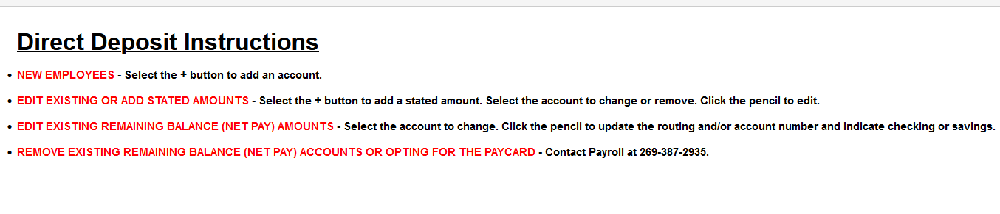 Direct Deposit Instructions
• NEW EMPLOYEES - Select the + button to add an account.
• EDIT EXISTING OR ADD STATED AMOUNTS - Select the + button to add a stated amount. Select the account to change or remove. Click the pencil to edit.
• EDIT EXISTING REMAINING BALANCE (NET PAY) AMOUNTS - Select the account to change. Click the pencil to update the routing and/or account number and indicate checking or savings.
• REMOVE EXISTING REMAINING BALANCE (NET PAY) ACCOUNTS OR OPTING FOR THE PAYCARD - Contact Payroll at 269-387-2935.